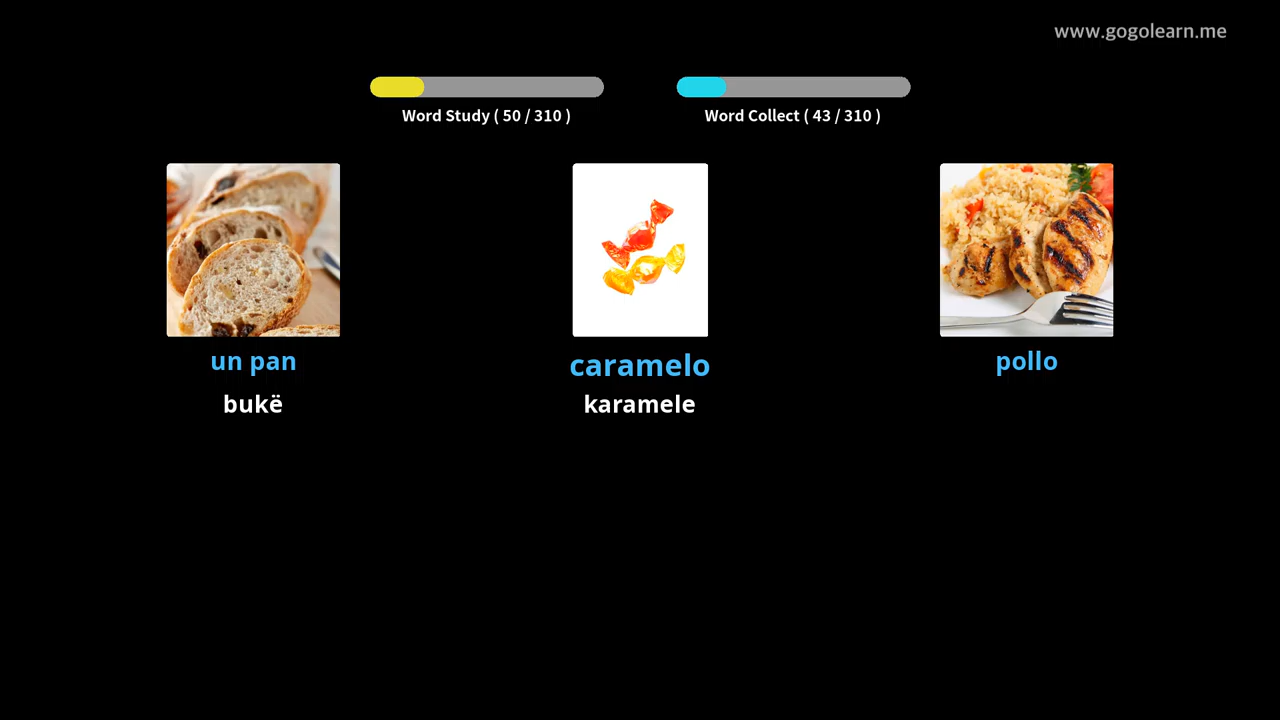 www.gogolearn.me
Word Study ( 50 / 310 )
Word Collect ( 43 / 310 )
un pan
caramelo
pollo
bukë
karamele